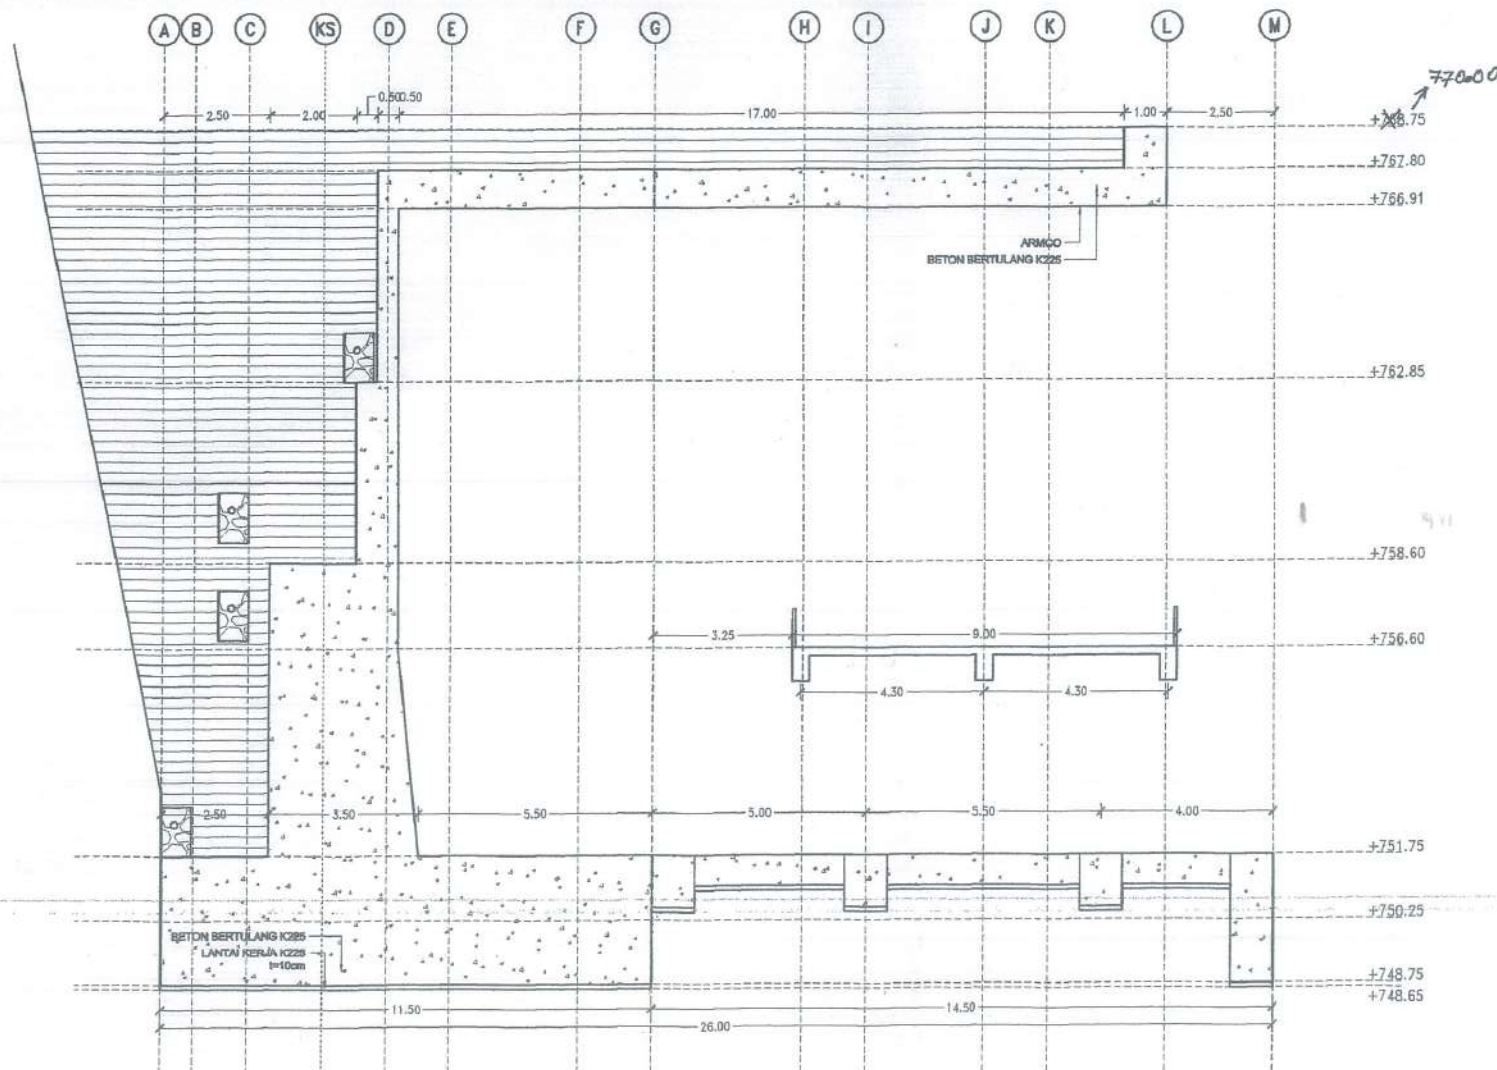 A B C KS D E F G H I J K L M
770.00
2.50 2.00 0.50 0.50 17.00 1.00 2.50
+768.75
+767.80
+766.91
ARMCO
BETON BERTULANG K225
+762.85
+758.60
3.25 9.00
+756.60
4.30 4.30
2.50 3.50 5.50 5.00 5.50 4.00
+751.75
+750.25
BETON BERTULANG K225
LANTAI KERJA K225
t=10cm
+748.75
+748.65
11.50 14.50
26.00